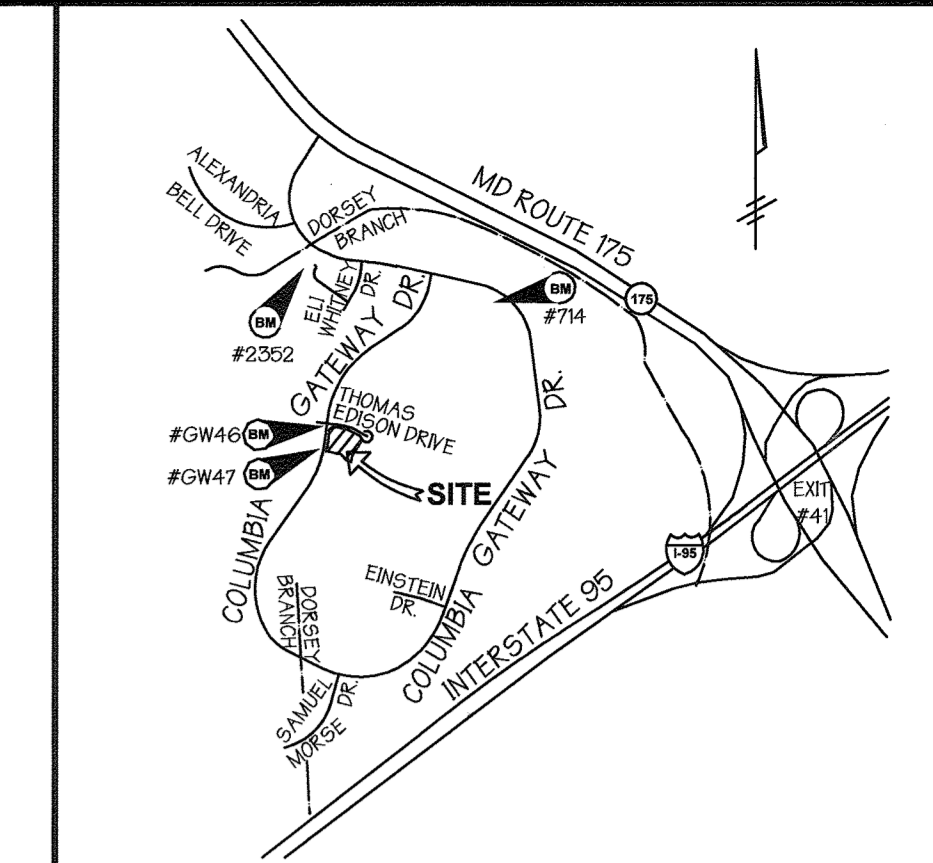 MD ROUTE 175
175
ALEXANDRIA
BELL DRIVE
DORSEY
BRANCH
ELI
WHITNEY
DR.
BM
#2352
BM
#714
GATEWAY DR.
THOMAS
EDISON DRIVE
#GW46 BM
#GW47 BM
SITE
COLUMBIA
COLUMBIA GATEWAY DR.
EXIT
#41
I-95
INTERSTATE 95
EINSTEIN
DR.
DORSEY
BRANCH
SAMUEL
MORSE DR.